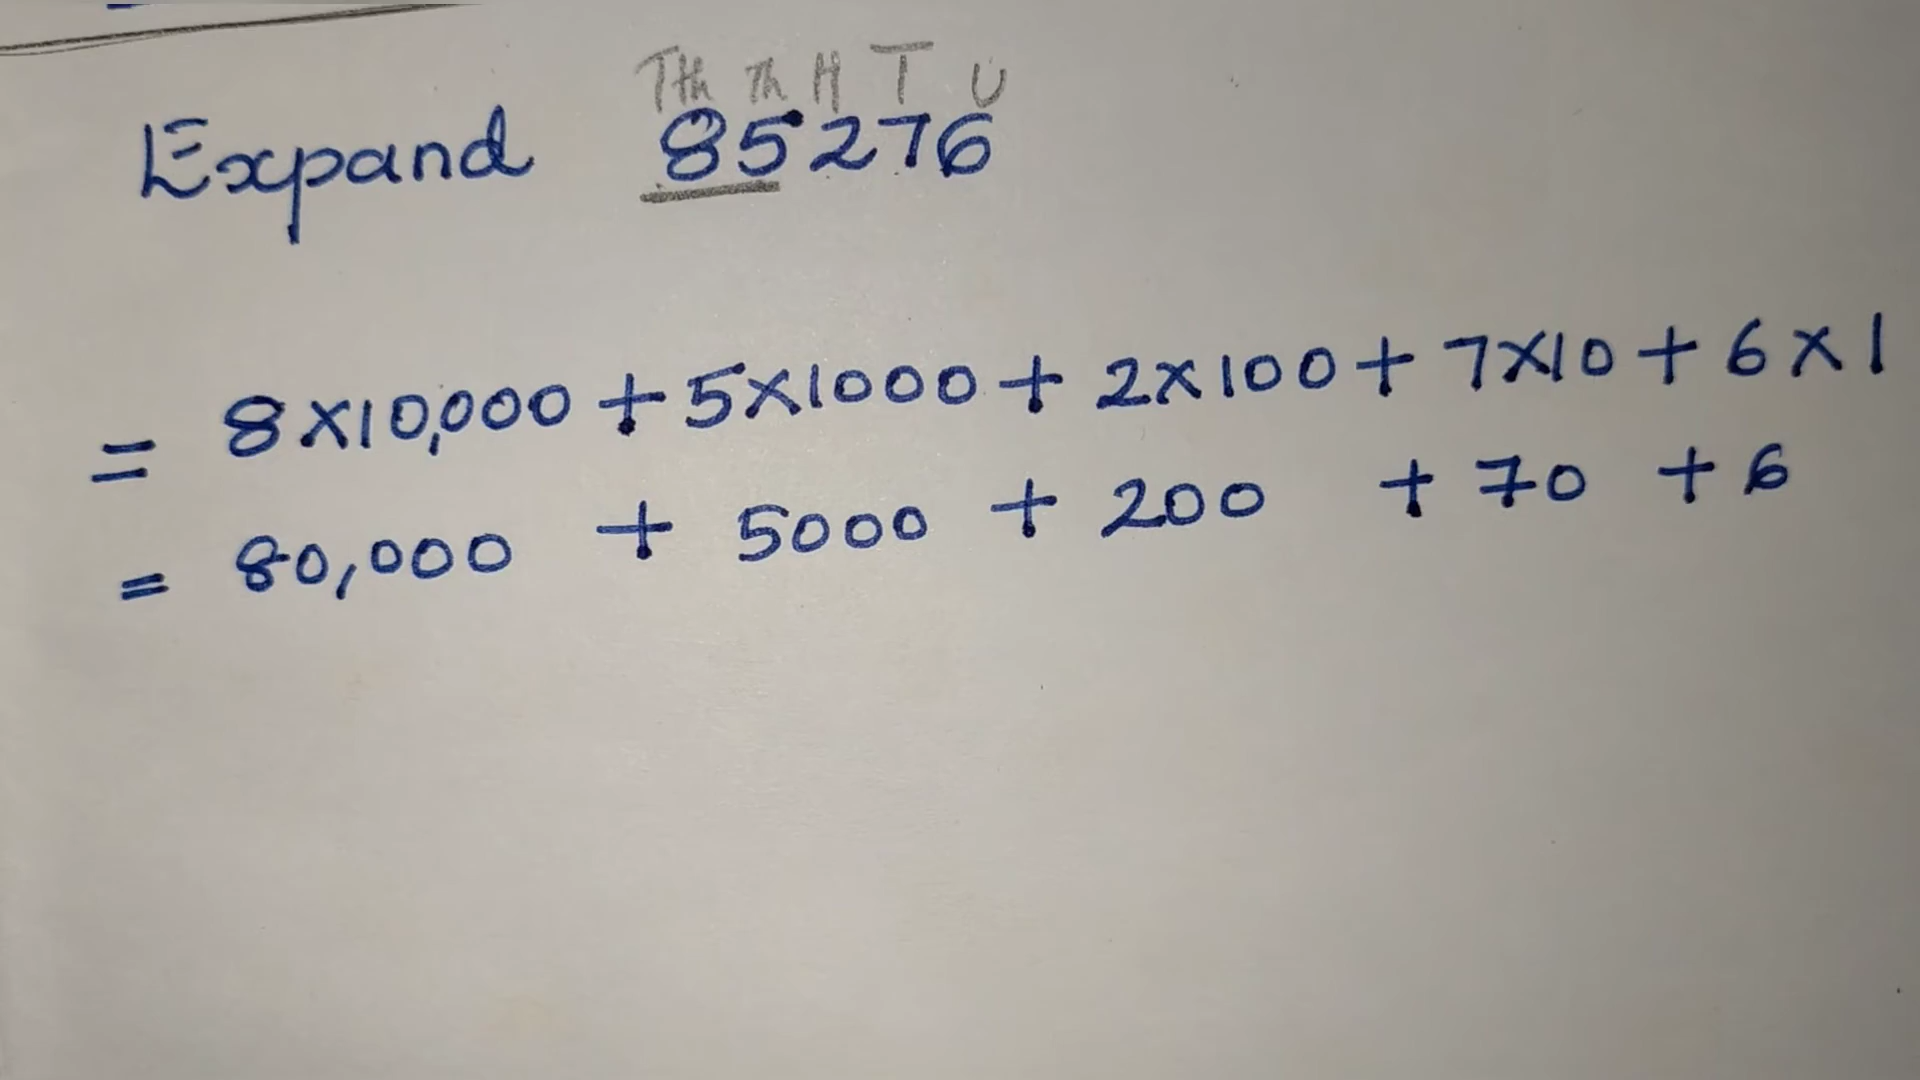 Tth Th H T U
Expand 85276
= 8×10,000 + 5×1000 + 2×100 + 7×10 + 6×1
= 80,000 + 5000 + 200 + 70 + 6